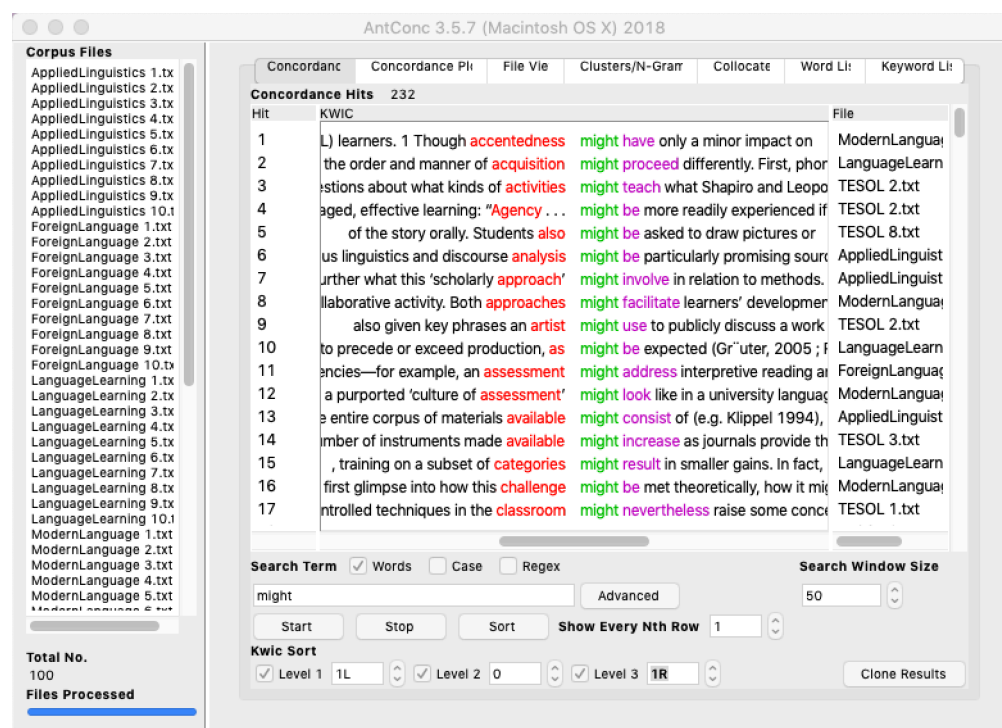 AntConc 3.5.7 (Macintosh OS X) 2018
Corpus Files
AppliedLinguistics 1.tx
AppliedLinguistics 2.tx
AppliedLinguistics 3.tx
AppliedLinguistics 4.tx
AppliedLinguistics 5.tx
AppliedLinguistics 6.tx
AppliedLinguistics 7.tx
AppliedLinguistics 8.tx
AppliedLinguistics 9.tx
AppliedLinguistics 10.t
ForeignLanguage 1.txt
ForeignLanguage 2.txt
ForeignLanguage 3.txt
ForeignLanguage 4.txt
ForeignLanguage 5.txt
ForeignLanguage 6.txt
ForeignLanguage 7.txt
ForeignLanguage 8.txt
ForeignLanguage 9.txt
ForeignLanguage 10.tx
LanguageLearning 1.tx
LanguageLearning 2.tx
LanguageLearning 3.tx
LanguageLearning 4.tx
LanguageLearning 5.tx
LanguageLearning 6.tx
LanguageLearning 7.tx
LanguageLearning 8.tx
LanguageLearning 9.tx
LanguageLearning 10.t
ModernLanguage 1.txt
ModernLanguage 2.txt
ModernLanguage 3.txt
ModernLanguage 4.txt
ModernLanguage 5.txt
ModernLanguage 6.txt
Total No.
100
Files Processed
Concordanc Concordance Pl File Vie Clusters/N-Gram Collocate Word Li Keyword Li
Concordance Hits 232
Hit KWIC File
1 L) learners. 1 Though accentedness might have only a minor impact on ModernLangua
2 the order and manner of acquisition might proceed differently. First, phor LanguageLearn
3 stions about what kinds of activities might teach what Shapiro and Leopo TESOL 2.txt
4 aged, effective learning: “Agency . . . might be more readily experienced if TESOL 2.txt
5 of the story orally. Students also might be asked to draw pictures or TESOL 8.txt
6 us linguistics and discourse analysis might be particularly promising sourc AppliedLinguist
7 urther what this ‘scholarly approach’ might involve in relation to methods. AppliedLinguist
8 llaborative activity. Both approaches might facilitate learners’ developmen ModernLangua
9 also given key phrases an artist might use to publicly discuss a work TESOL 2.txt
10 to precede or exceed production, as might be expected (Gr¨uter, 2005 ; F LanguageLearn
11 encies—for example, an assessment might address interpretive reading a ForeignLangua
12 a purported ‘culture of assessment’ might look like in a university languag ModernLangua
13 e entire corpus of materials available might consist of (e.g. Klippel 1994), AppliedLinguist
14 mber of instruments made available might increase as journals provide th TESOL 3.txt
15 , training on a subset of categories might result in smaller gains. In fact, LanguageLearn
16 first glimpse into how this challenge might be met theoretically, how it mig ModernLangua
17 ntrolled techniques in the classroom might nevertheless raise some conce TESOL 1.txt
Search Term Words Case Regex Search Window Size
might Advanced 50
Start Stop Sort Show Every Nth Row 1
Kwic Sort
Level 1 1L Level 2 0 Level 3 1R Clone Results